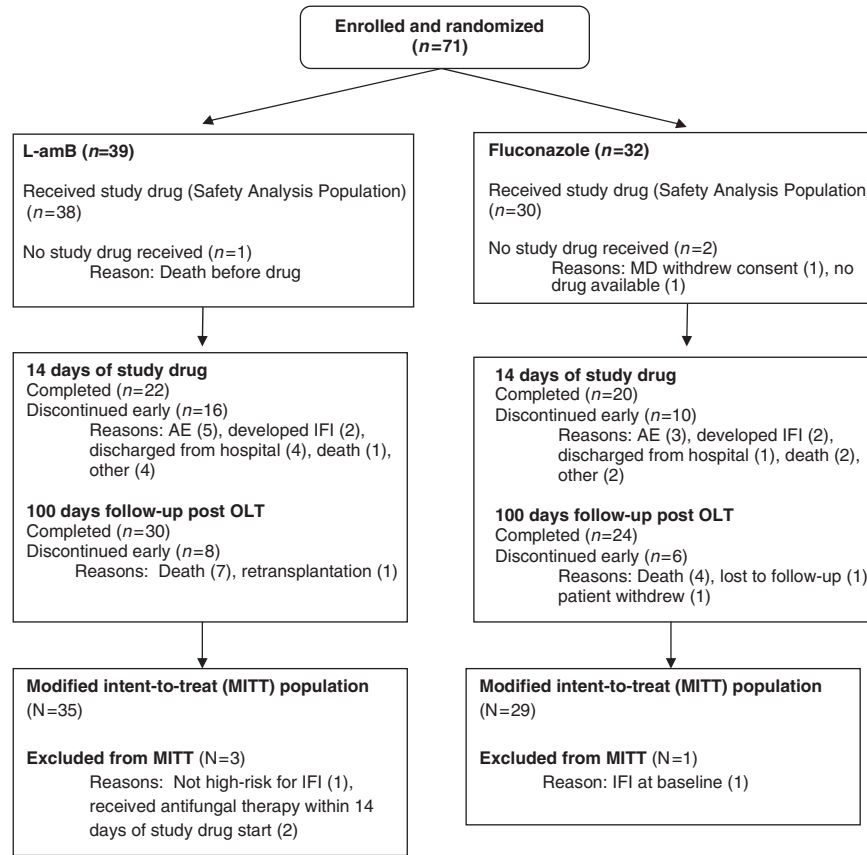 Enrolled and randomized
(n=71)
L-amB (n=39)
Received study drug (Safety Analysis Population)
(n=38)
No study drug received (n=1)
Reason: Death before drug
Fluconazole (n=32)
Received study drug (Safety Analysis Population
(n=30)
No study drug received (n=2)
Reasons: MD withdrew consent (1), no
drug available (1)
14 days of study drug
Completed (n=22)
Discontinued early (n=16)
Reasons: AE (5), developed IFI (2),
discharged from hospital (4), death (1),
other (4)
100 days follow-up post OLT
Completed (n=30)
Discontinued early (n=8)
Reasons: Death (7), retransplantation (1)
14 days of study drug
Completed (n=20)
Discontinued early (n=10)
Reasons: AE (3), developed IFI (2),
discharged from hospital (1), death (2),
other (2)
100 days follow-up post OLT
Completed (n=24)
Discontinued early (n=6)
Reasons: Death (4), lost to follow-up (1)
patient withdrew (1)
Modified intent-to-treat (MITT) population
(N=35)
Excluded from MITT (N=3)
Reasons: Not high-risk for IFI (1),
received antifungal therapy within 14
days of study drug start (2)
Modified intent-to-treat (MITT) population
(N=29)
Excluded from MITT (N=1)
Reason: IFI at baseline (1)